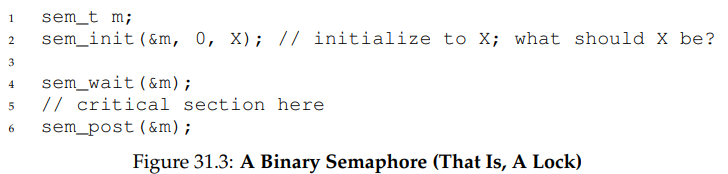 1 sem_t m;
2 sem_init(&m, 0, X); // initialize to X; what should X be?
3
4 sem_wait(&m);
5 // critical section here
6 sem_post(&m);
Figure 31.3: A Binary Semaphore (That Is, A Lock)